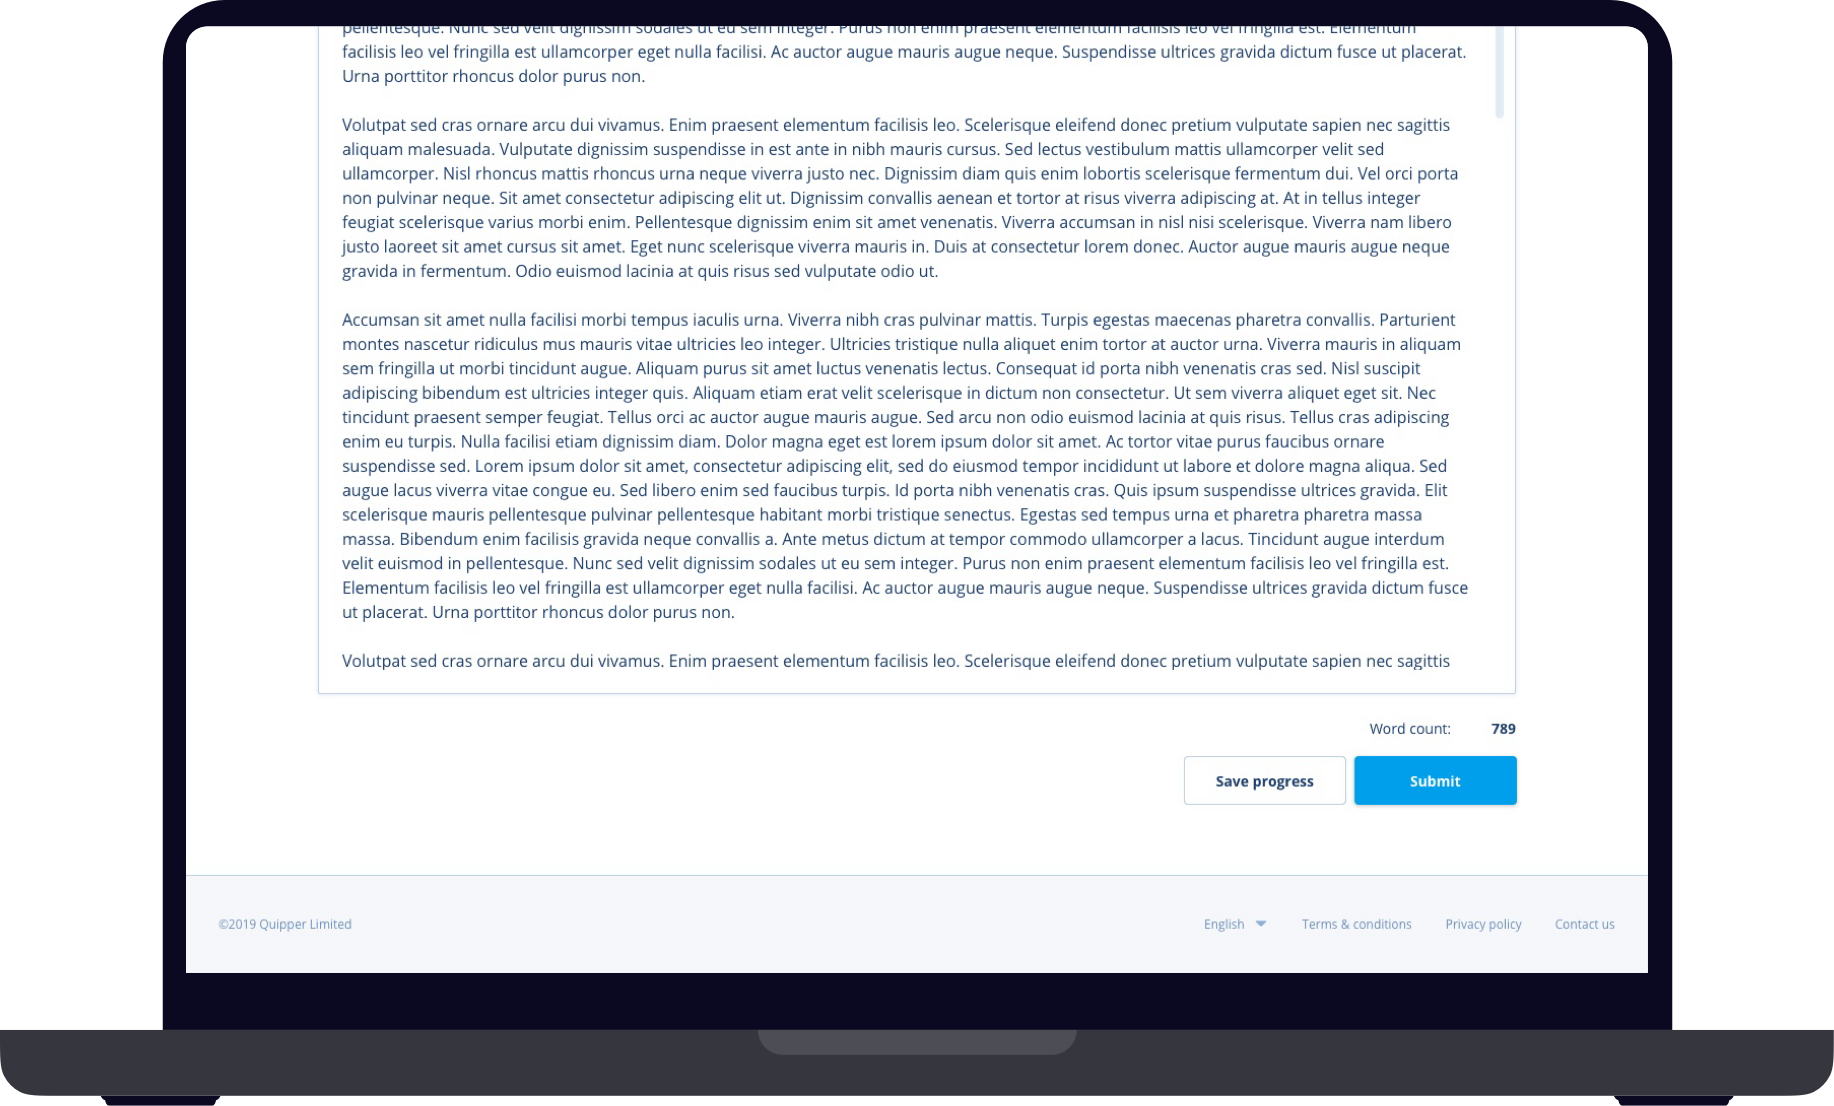 pellentesque. Nunc sed velit dignissim sodales ut eu sem integer. Purus non enim praesent elementum facilisis leo vel fringilla est. Elementum
facilisis leo vel fringilla est ullamcorper eget nulla facilisi. Ac auctor augue mauris augue neque. Suspendisse ultrices gravida dictum fusce ut placerat.
Urna porttitor rhoncus dolor purus non.
Volutpat sed cras ornare arcu dui vivamus. Enim praesent elementum facilisis leo. Scelerisque eleifend donec pretium vulputate sapien nec sagittis
aliquam malesuada. Vulputate dignissim suspendisse in est ante in nibh mauris cursus. Sed lectus vestibulum mattis ullamcorper velit sed
ullamcorper. Nisl rhoncus mattis rhoncus urna neque viverra justo nec. Dignissim diam quis enim lobortis scelerisque fermentum dui. Vel orci porta
non pulvinar neque. Sit amet consectetur adipiscing elit ut. Dignissim convallis aenean et tortor at risus viverra adipiscing at. At in tellus integer
feugiat scelerisque varius morbi enim. Pellentesque dignissim enim sit amet venenatis. Viverra accumsan in nisl nisi scelerisque. Viverra nam libero
justo laoreet sit amet cursus sit amet. Eget nunc scelerisque viverra mauris in. Duis at consectetur lorem donec. Auctor augue mauris augue neque
gravida in fermentum. Odio euismod lacinia at quis risus sed vulputate odio ut.
Accumsan sit amet nulla facilisi morbi tempus iaculis urna. Viverra nibh cras pulvinar mattis. Turpis egestas maecenas pharetra convallis. Parturient
montes nascetur ridiculus mus mauris vitae ultricies leo integer. Ultricies tristique nulla aliquet enim tortor at auctor urna. Viverra mauris in aliquam
sem fringilla ut morbi tincidunt augue. Aliquam purus sit amet luctus venenatis lectus. Consequat id porta nibh venenatis cras sed. Nisl suscipit
adipiscing bibendum est ultricies integer quis. Aliquam etiam erat velit scelerisque in dictum non consectetur. Ut sem viverra aliquet eget sit. Nec
tincidunt praesent semper feugiat. Tellus orci ac auctor augue mauris augue. Sed arcu non odio euismod lacinia at quis risus. Tellus cras adipiscing
enim eu turpis. Nulla facilisi etiam dignissim diam. Dolor magna eget est lorem ipsum dolor sit amet. Ac tortor vitae purus faucibus ornare
suspendisse sed. Lorem ipsum dolor sit amet, consectetur adipiscing elit, sed do eiusmod tempor incididunt ut labore et dolore magna aliqua. Sed
augue lacus viverra vitae congue eu. Sed libero enim sed faucibus turpis. Id porta nibh venenatis cras. Quis ipsum suspendisse ultrices gravida. Elit
scelerisque mauris pellentesque pulvinar pellentesque habitant morbi tristique senectus. Egestas sed tempus urna et pharetra pharetra massa
massa. Bibendum enim facilisis gravida neque convallis a. Ante metus dictum at tempor commodo ullamcorper a lacus. Tincidunt augue interdum
velit euismod in pellentesque. Nunc sed velit dignissim sodales ut eu sem integer. Purus non enim praesent elementum facilisis leo vel fringilla est.
Elementum facilisis leo vel fringilla est ullamcorper eget nulla facilisi. Ac auctor augue mauris augue neque. Suspendisse ultrices gravida dictum fusce
ut placerat. Urna porttitor rhoncus dolor purus non.
Volutpat sed cras ornare arcu dui vivamus. Enim praesent elementum facilisis leo. Scelerisque eleifend donec pretium vulputate sapien nec sagittis
Word count: 789
Save progress Submit
©2019 Quipper Limited English Terms & conditions Privacy policy Contact us